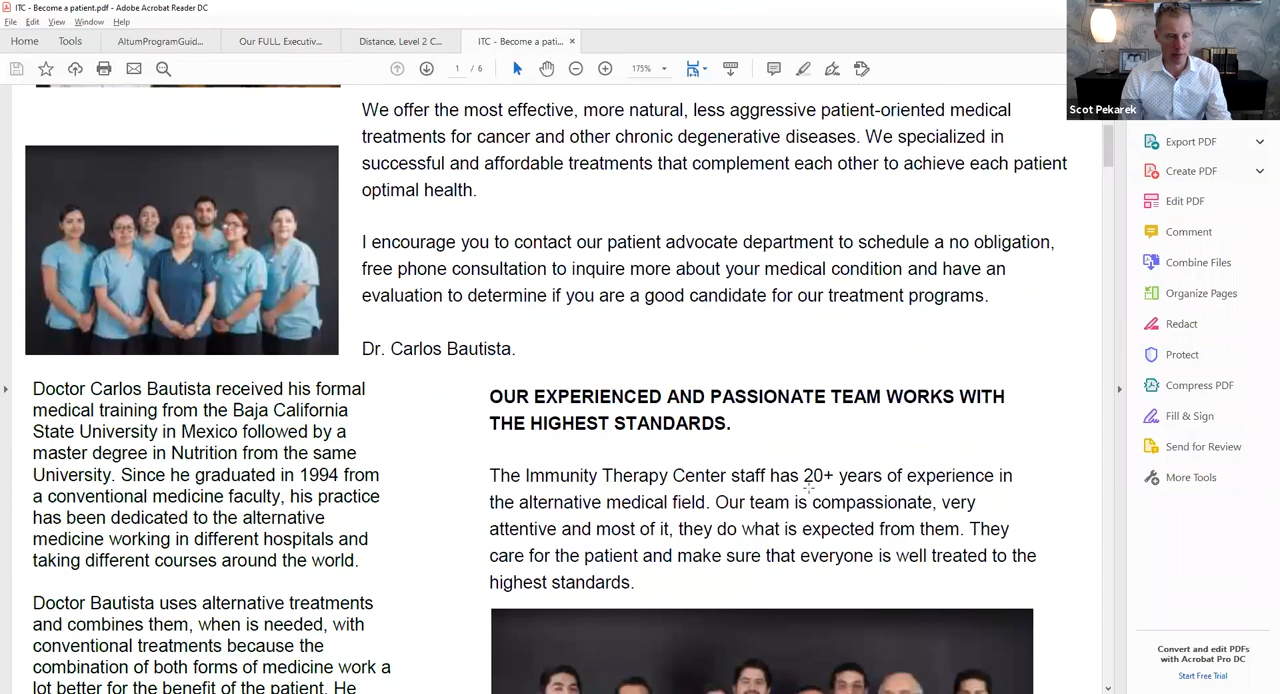 ITC - Become a patient.pdf - Adobe Acrobat Reader DC
File Edit View Window Help
Home Tools AltumProgramGuid... Our FULL, Executiv... Distance, Level 2 C... ITC - Become a pati... ×
1 / 6 175%
Scot Pekarek
We offer the most effective, more natural, less aggressive patient-oriented medical
treatments for cancer and other chronic degenerative diseases. We specialized in
successful and affordable treatments that complement each other to achieve each patient
optimal health.
I encourage you to contact our patient advocate department to schedule a no obligation,
free phone consultation to inquire more about your medical condition and have an
evaluation to determine if you are a good candidate for our treatment programs.
Dr. Carlos Bautista.
Doctor Carlos Bautista received his formal
medical training from the Baja California
State University in Mexico followed by a
master degree in Nutrition from the same
University. Since he graduated in 1994 from
a conventional medicine faculty, his practice
has been dedicated to the alternative
medicine working in different hospitals and
taking different courses around the world.
Doctor Bautista uses alternative treatments
and combines them, when is needed, with
conventional treatments because the
combination of both forms of medicine work a
lot better for the benefit of the patient. He
OUR EXPERIENCED AND PASSIONATE TEAM WORKS WITH
THE HIGHEST STANDARDS.
The Immunity Therapy Center staff has 20+ years of experience in
the alternative medical field. Our team is compassionate, very
attentive and most of it, they do what is expected from them. They
care for the patient and make sure that everyone is well treated to the
highest standards.
Export PDF
Create PDF
Edit PDF
Comment
Combine Files
Organize Pages
Redact
Protect
Compress PDF
Fill & Sign
Send for Review
More Tools
Convert and edit PDFs
with Acrobat Pro DC
Start Free Trial